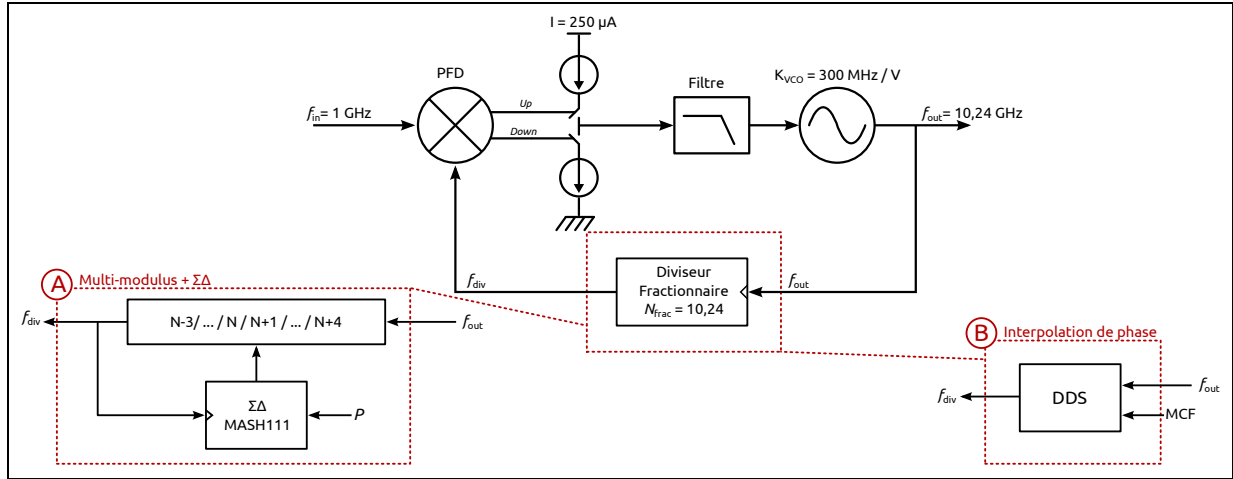 I = 250 µA
PFD
Up
Down
f_in = 1 GHz
Filtre
K_VCO = 300 MHz / V
f_out = 10,24 GHz
Diviseur
Fractionnaire
N_frac = 10,24
f_div
f_out
A
Multi-modulus + ΣΔ
N-3/ ... / N / N+1 / ... / N+4
f_div
f_out
ΣΔ
MASH111
P
B
Interpolation de phase
DDS
f_div
f_out
MCF